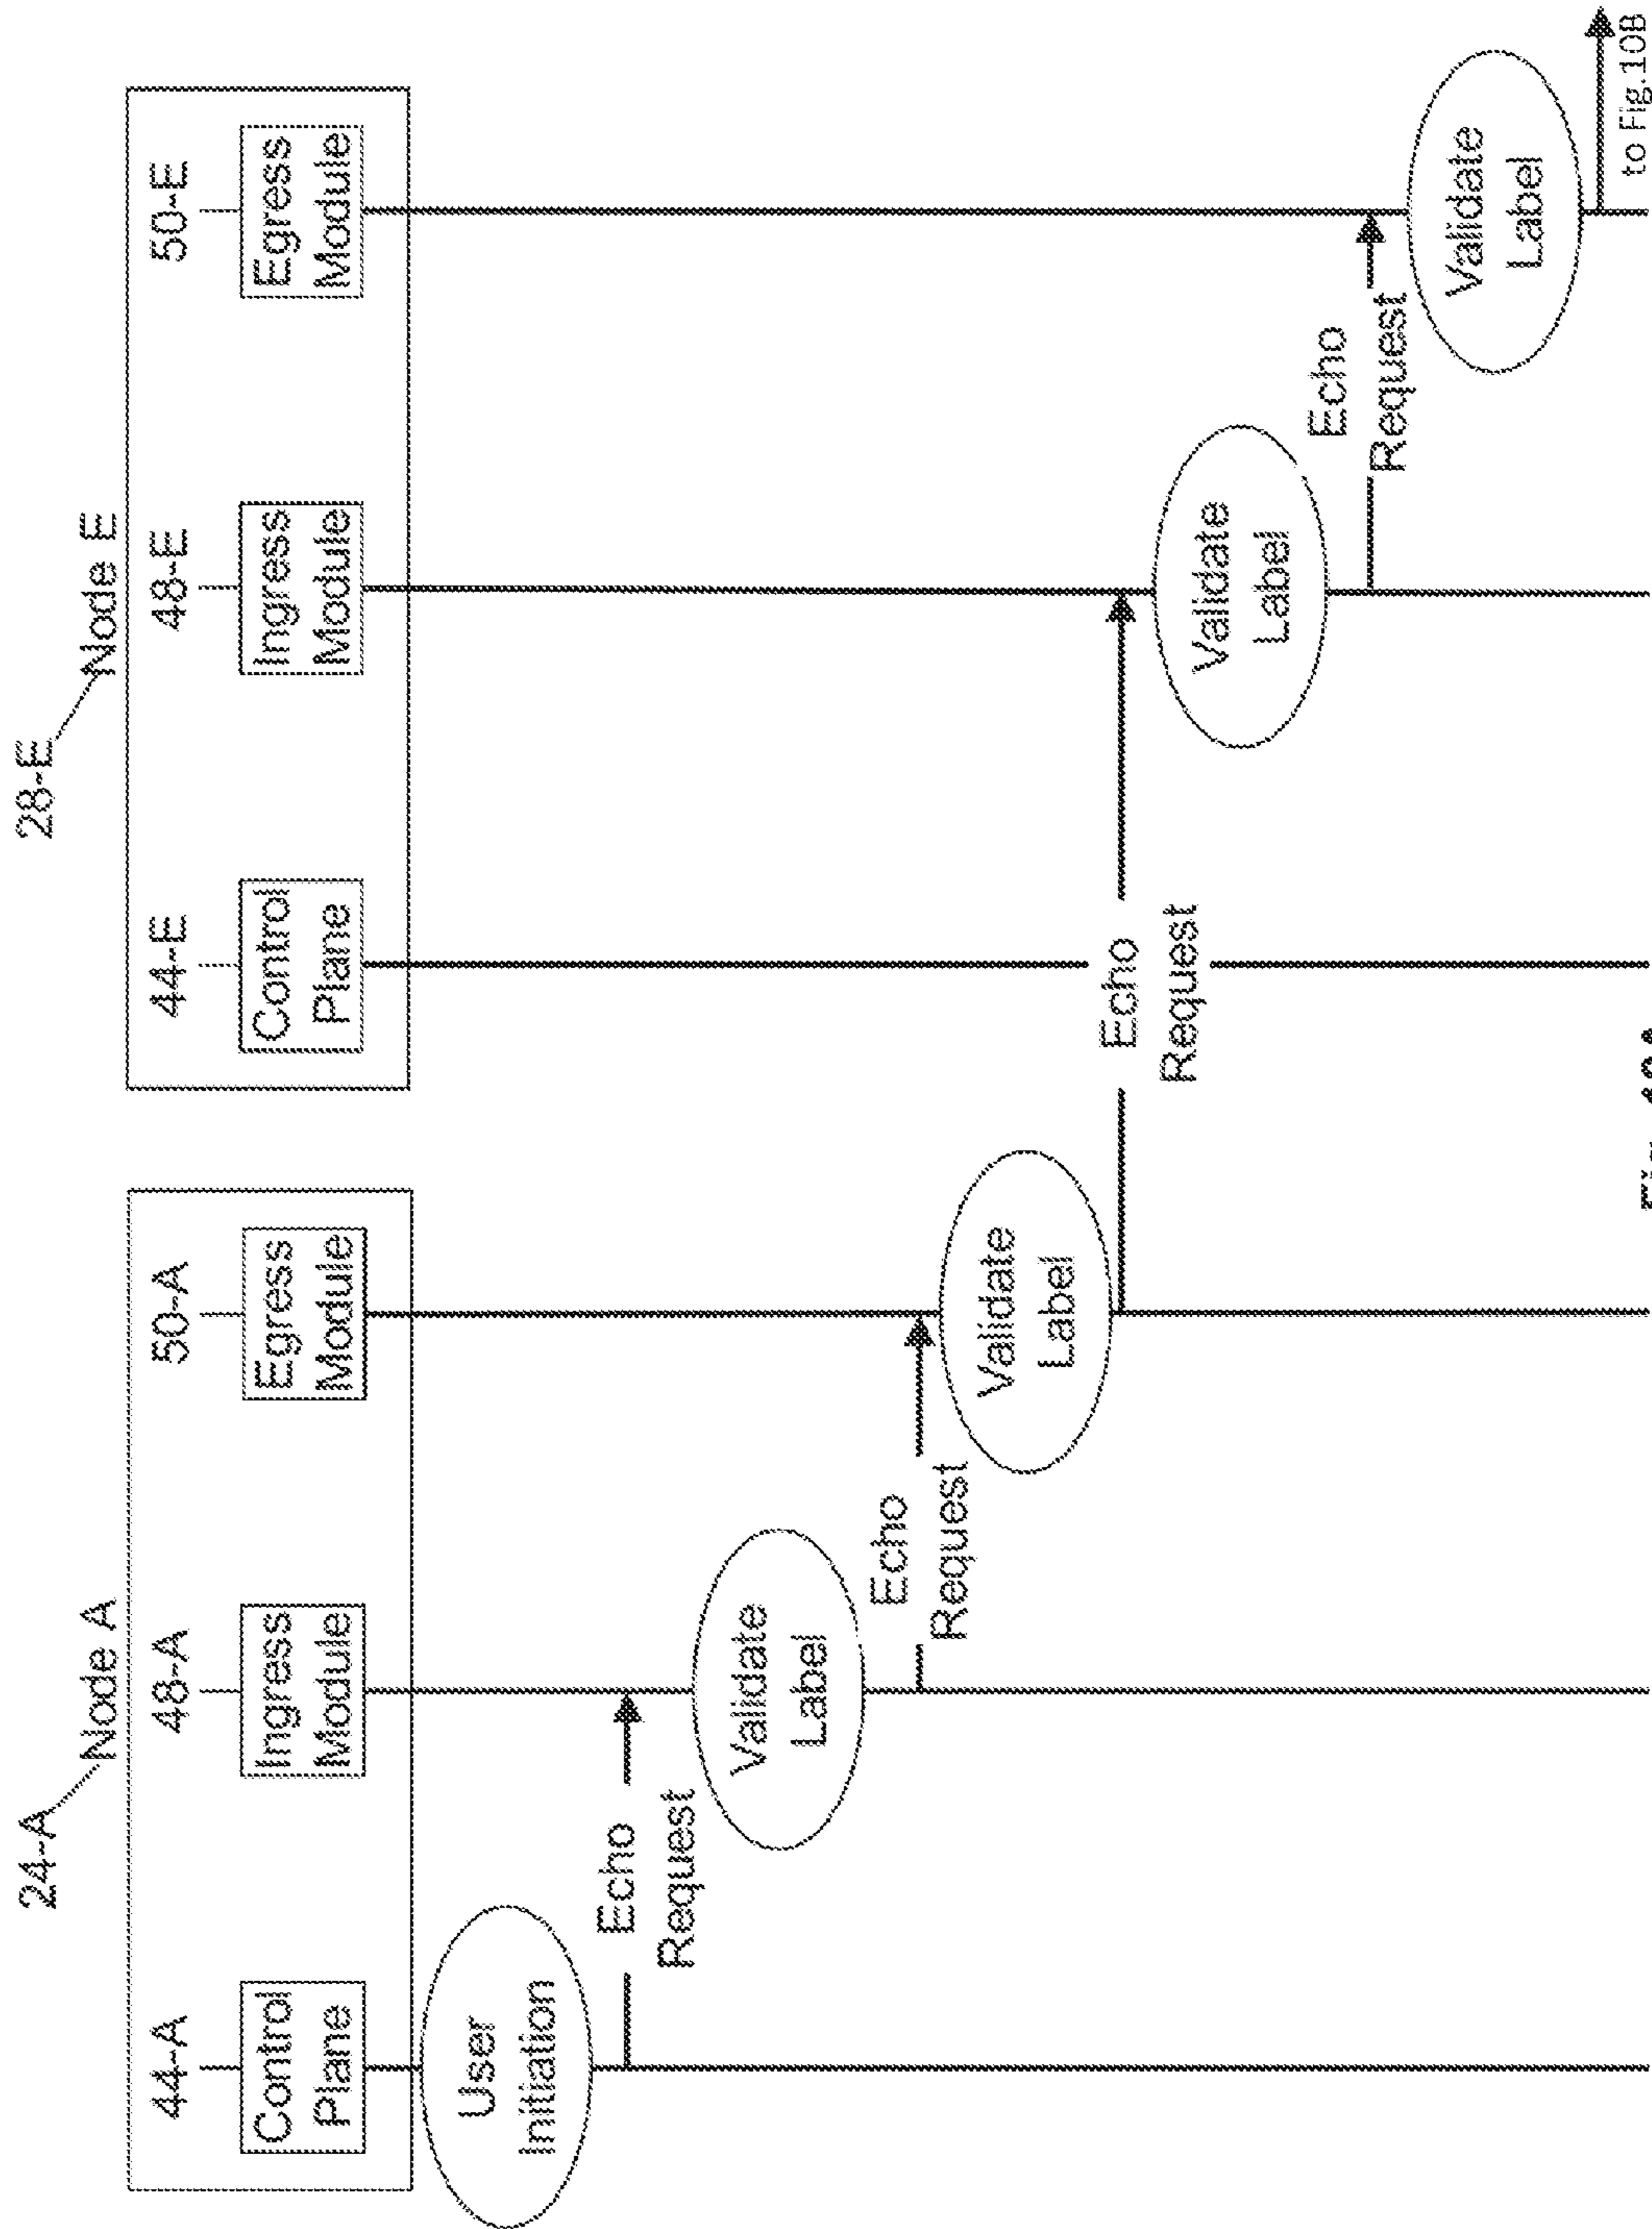 24-A
Node A
44-A
48-A
50-A
Control
Plane
Ingress
Module
Egress
Module
28-E
Node E
44-E
48-E
50-E
Control
Plane
Ingress
Module
Egress
Module
User
Initiation
Echo
Request
Validate
Label
Echo
Request
Validate
Label
Echo
Request
Validate
Label
Echo
Request
Validate
Label
to Fig.10B